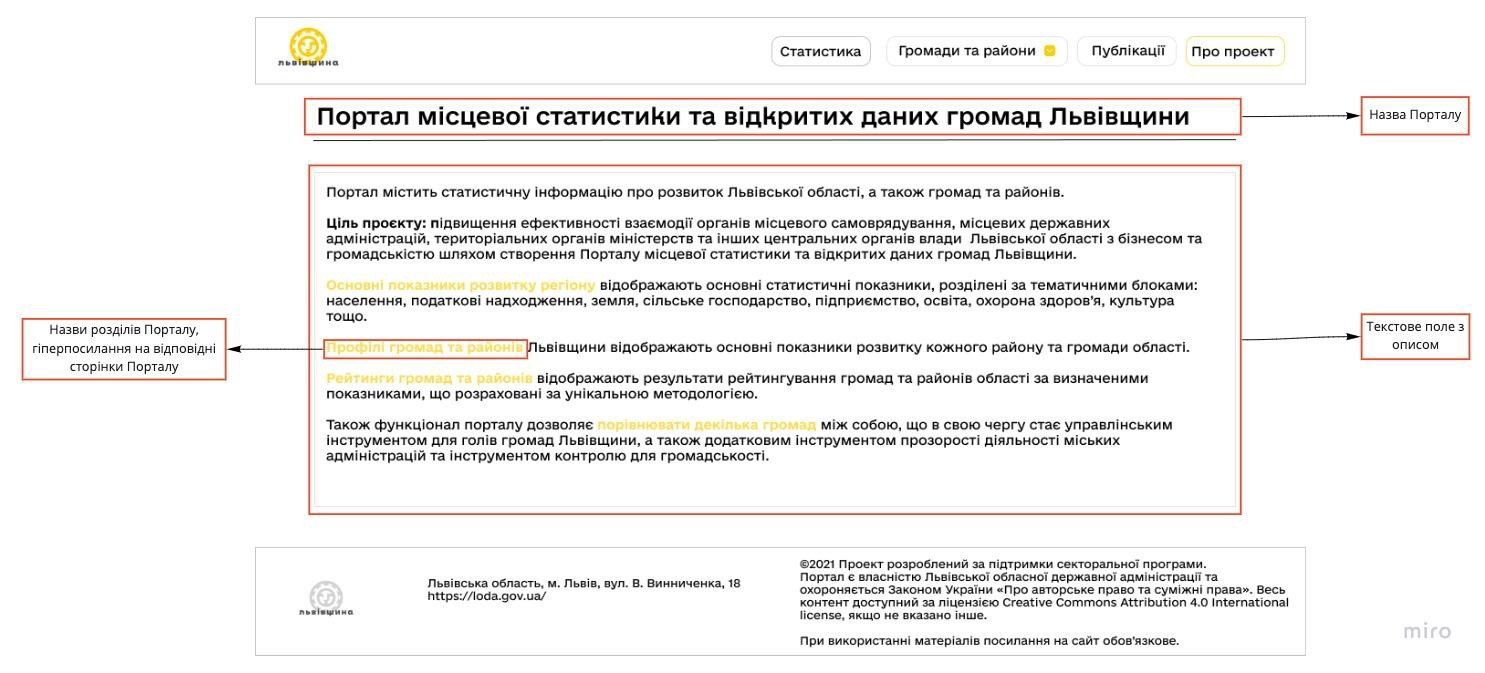 львівщина
Статистика
Громади та райони
Публікації
Про проект
Портал місцевої статистики та відкритих даних громад Львівщини
Назва Порталу
Портал містить статистичну інформацію про розвиток Львівської області, а також громад та районів.
Ціль проєкту: підвищення ефективності взаємодії органів місцевого самоврядування, місцевих державних
адміністрацій, територіальних органів міністерств та інших центральних органів влади Львівської області з бізнесом та
громадськістю шляхом створення Порталу місцевої статистики та відкритих даних громад Львівщини.
Основні показники розвитку регіону відображають основні статистичні показники, розділені за тематичними блоками:
населення, податкові надходження, земля, сільське господарство, підприємство, освіта, охорона здоров’я, культура
тощо.
Назви розділів Порталу,
гіперпосилання на відповідні
сторінки Порталу
Профілі громад та районів Львівщини відображають основні показники розвитку кожного району та громади області.
Текстове поле з
описом
Рейтинги громад та районів відображають результати рейтингування громад та районів області за визначеними
показниками, що розраховані за унікальною методологією.
Також функціонал порталу дозволяє порівнювати декілька громад між собою, що в свою чергу стає управлінським
інструментом для голів громад Львівщини, а також додатковим інструментом прозорості діяльності міських
адміністрацій та інструментом контролю для громадськості.
львівщина
Львівська область, м. Львів, вул. В. Винниченка, 18
https://loda.gov.ua/
©2021 Проект розроблений за підтримки секторальної програми.
Портал є власністю Львівської обласної державної адміністрації та
охороняється Законом України «Про авторське право та суміжні права». Весь
контент доступний за ліцензією Creative Commons Attribution 4.0 International
license, якщо не вказано інше.
При використанні матеріалів посилання на сайт обов'язкове.
miro